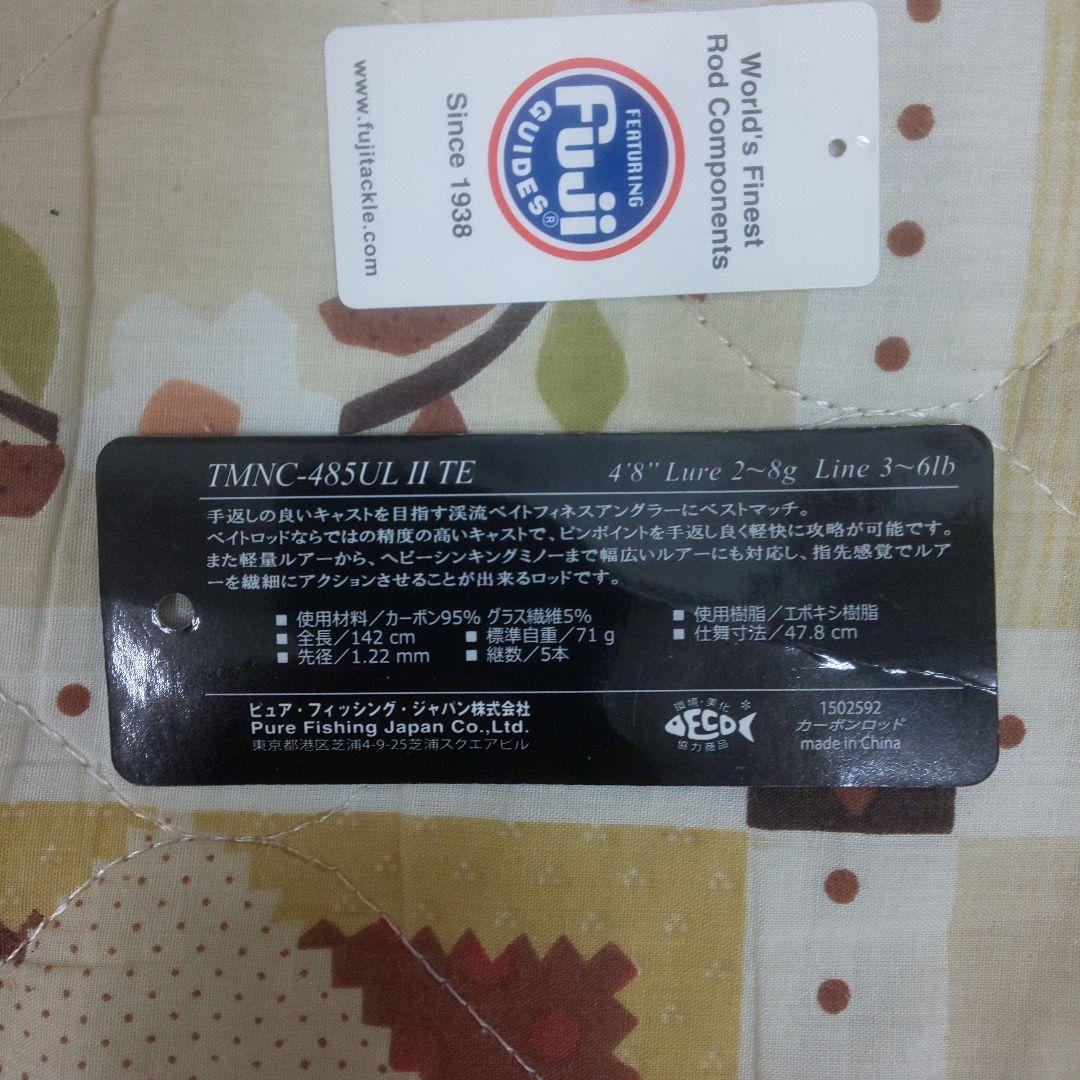 World's Finest
Rod Components
FEATURING
Fuji
GUIDES®
Since 1938
www.fujitackle.com
TMNC-485UL II TE 4'8" Lure 2~8g Line 3~6lb
手返しの良いキャストを目指す渓流ベイトフィネスアングラーにベストマッチ。
ベイトロッドならではの精度の高いキャストで、ピンポイントを手返し良く軽快に攻略が可能です。
また軽量ルアーから、ヘビーシンキングミノーまで幅広いルアーにも対応し、指先感覚でルア
ーを繊細にアクションさせることが出来るロッドです。
■ 使用材料／カーボン95% グラス繊維5% ■ 使用樹脂／エポキシ樹脂
■ 全長／142 cm ■ 標準自重／71 g ■ 仕舞寸法／47.8 cm
■ 先径／1.22 mm ■ 継数／5本
ピュア・フィッシング・ジャパン株式会社
Pure Fishing Japan Co.,Ltd.
東京都港区芝浦4-9-25芝浦スクエアビル
環境・美化
DECO
協力商品
1502592
カーボンロッド
made in China